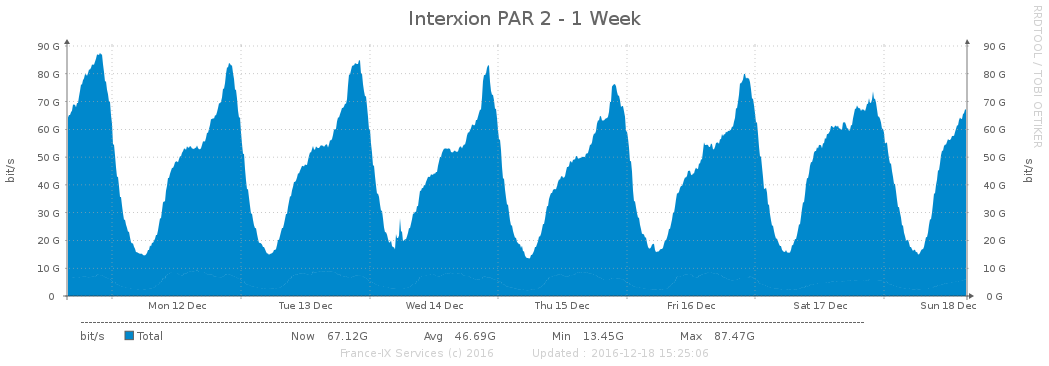 Interxion PAR 2 - 1 Week
RRDTOOL / TOBI OETIKER
bit/s
90 G 90 G
80 G 80 G
70 G 70 G
60 G 60 G
50 G 50 G
40 G 40 G
30 G 30 G
20 G 20 G
10 G 10 G
0 0 G
bit/s
Mon 12 Dec Tue 13 Dec Wed 14 Dec Thu 15 Dec Fri 16 Dec Sat 17 Dec Sun 18 Dec
bit/s Total Now 67.12G Avg 46.69G Min 13.45G Max 87.47G
France-IX Services (c) 2016 Updated : 2016-12-18 15:25:06